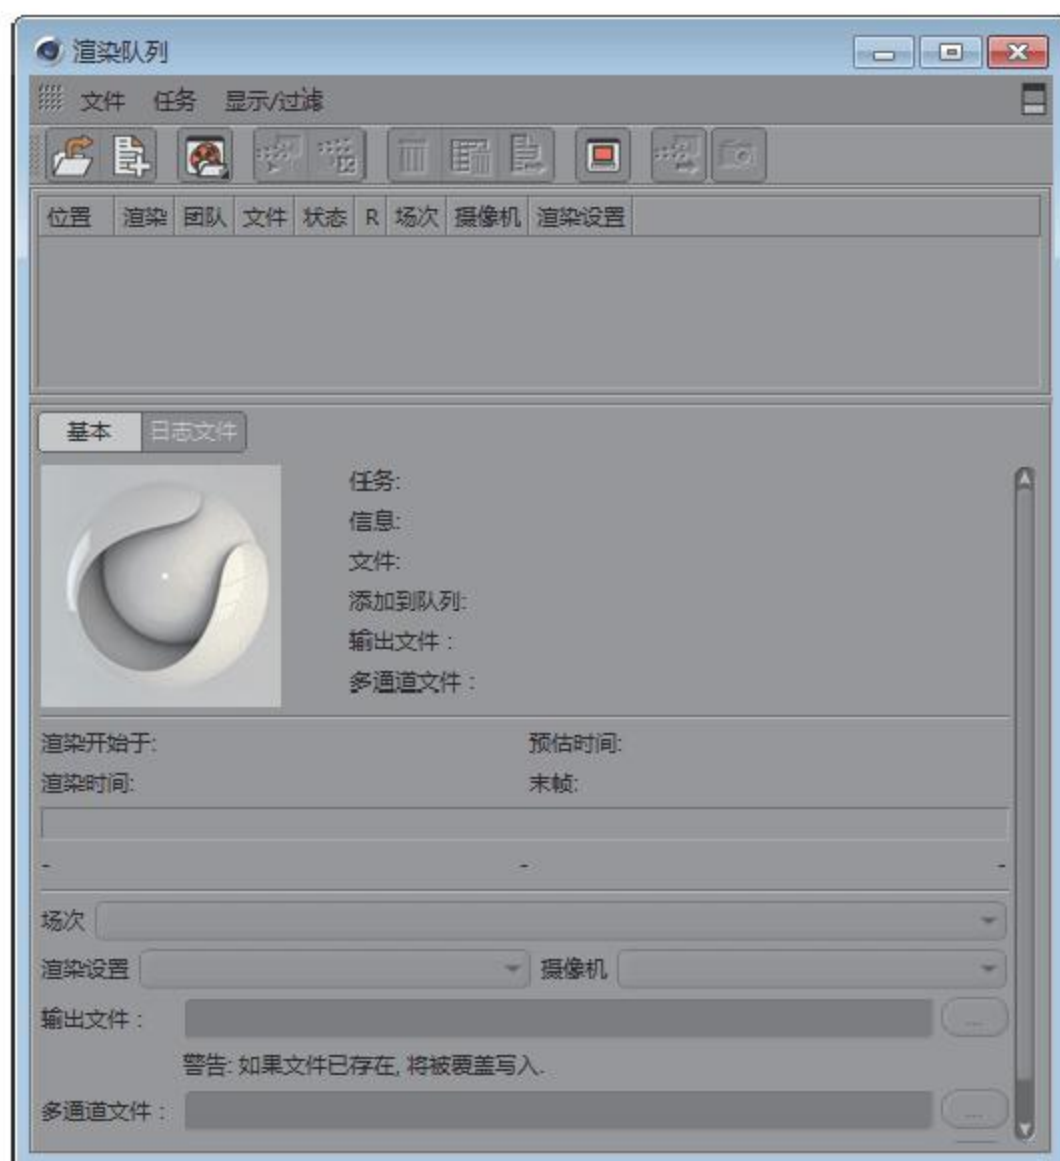 渲染队列
文件 任务 显示/过滤
位置 渲染 团队 文件 状态 R 场次 摄像机 渲染设置
基本 日志文件
任务:
信息:
文件:
添加到队列:
输出文件 :
多通道文件 :
渲染开始于: 预估时间:
渲染时间: 末帧:
- - -
场次
渲染设置 摄像机
输出文件 : ...
警告: 如果文件已存在, 将被覆盖写入.
多通道文件 : ...